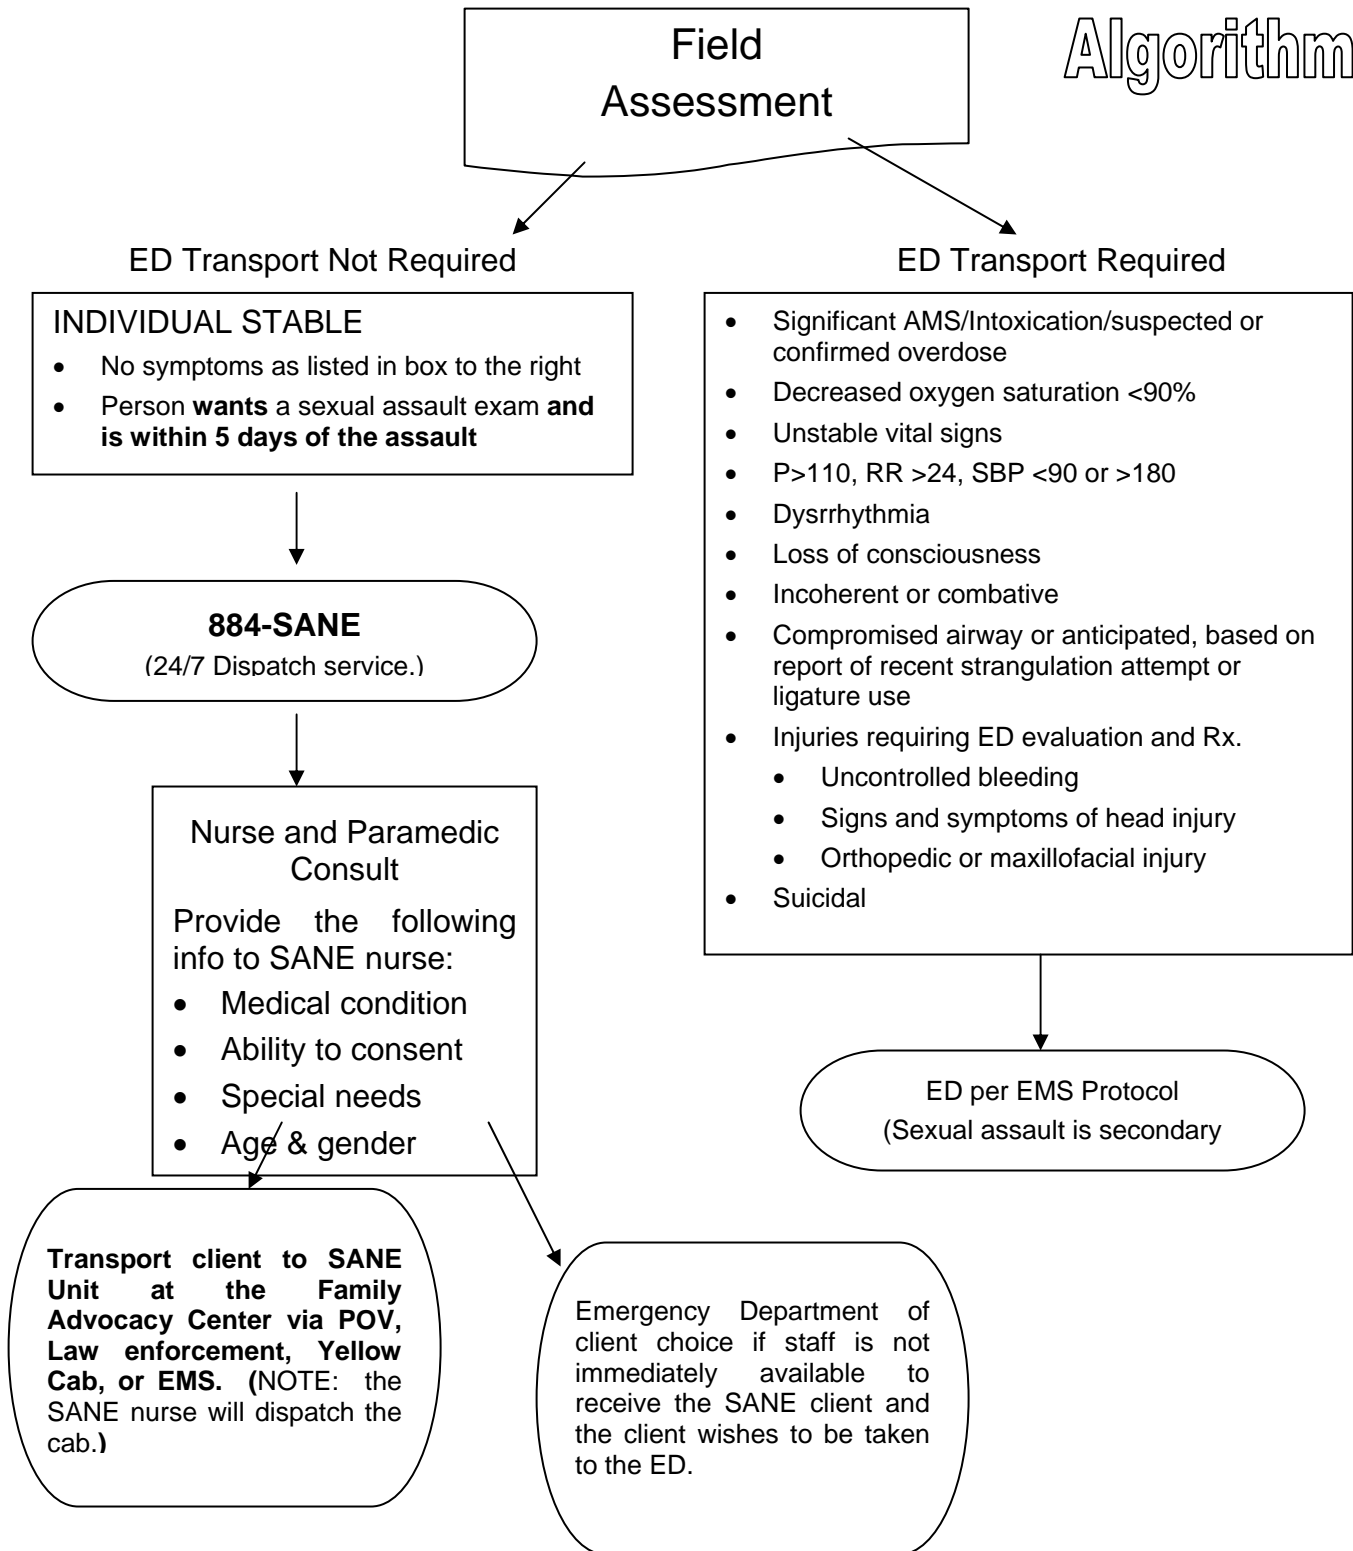 Field
Assessment
Algorithm
ED Transport Not Required
INDIVIDUAL STABLE
• No symptoms as listed in box to the right
• Person wants a sexual assault exam and
is within 5 days of the assault
884-SANE
(24/7 Dispatch service.)
Nurse and Paramedic
Consult
Provide the following
info to SANE nurse:
• Medical condition
• Ability to consent
• Special needs
• Age & gender
Transport client to SANE
Unit at the Family
Advocacy Center via POV,
Law enforcement, Yellow
Cab, or EMS. (NOTE: the
SANE nurse will dispatch the
cab.)
Emergency Department of
client choice if staff is not
immediately available to
receive the SANE client and
the client wishes to be taken
to the ED.
ED Transport Required
• Significant AMS/Intoxication/suspected or
confirmed overdose
• Decreased oxygen saturation <90%
• Unstable vital signs
• P>110, RR >24, SBP <90 or >180
• Dysrrhythmia
• Loss of consciousness
• Incoherent or combative
• Compromised airway or anticipated, based on
report of recent strangulation attempt or
ligature use
• Injuries requiring ED evaluation and Rx.
• Uncontrolled bleeding
• Signs and symptoms of head injury
• Orthopedic or maxillofacial injury
• Suicidal
ED per EMS Protocol
(Sexual assault is secondary